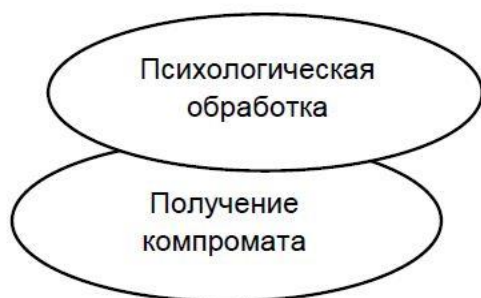 Психологическая
обработка
Получение
компромата